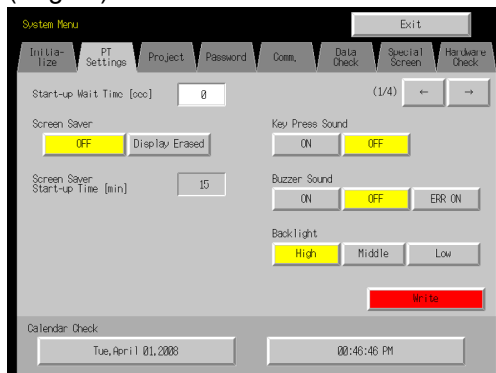 System Menu
Exit
Initia-
lize
PT
Settings
Project
Password
Comm.
Data
Check
Special
Screen
Hardware
Check
Start-up Wait Time [sec]
0
(1/4)
←
→
Screen Saver
OFF
Display Erased
Key Press Sound
ON
OFF
Screen Saver
Start-up Time [min]
15
Buzzer Sound
ON
OFF
ERR ON
Backlight
High
Middle
Low
Write
Calendar Check
Tue,April 01,2008
00:46:46 PM